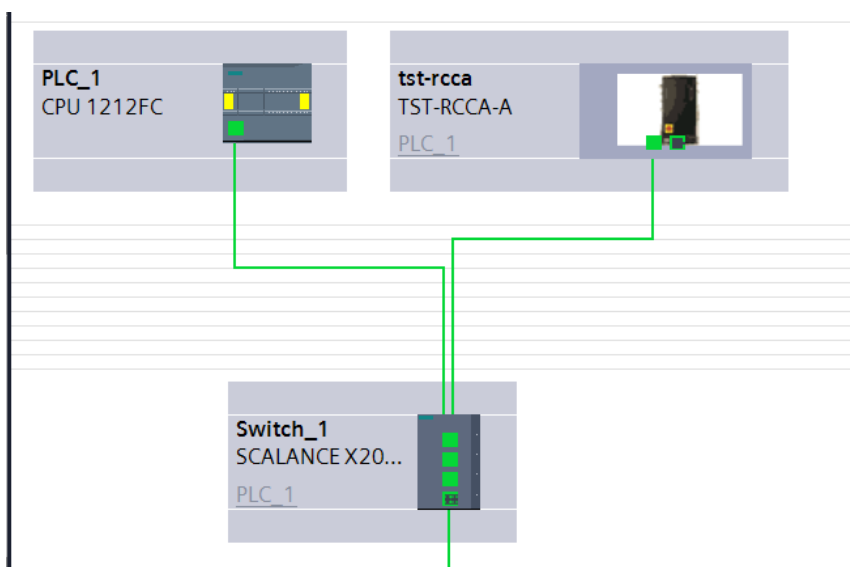 PLC_1
CPU 1212FC
tst-rcca
TST-RCCA-A
PLC_1
Switch_1
SCALANCE X20...
PLC_1